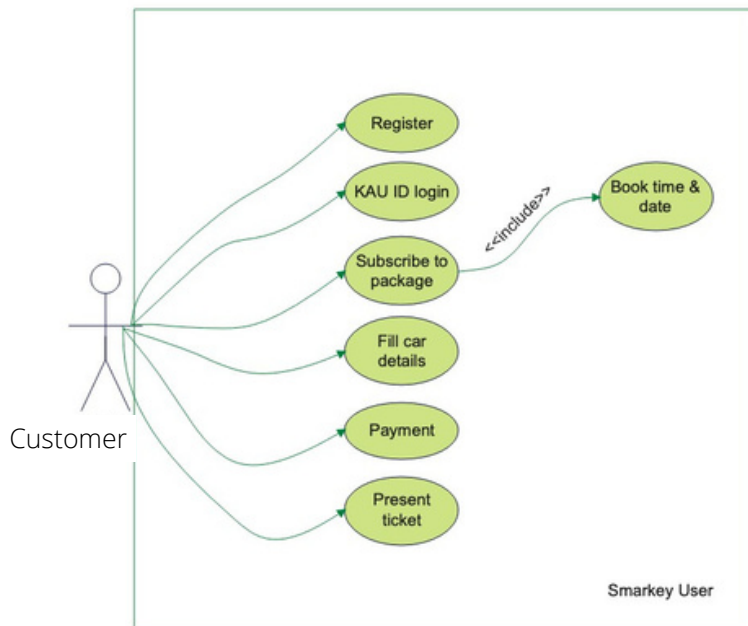 Register
KAU ID login
Book time &
date
<<include>>
Subscribe to
package
Fill car
details
Customer
Payment
Present
ticket
Smarkey User